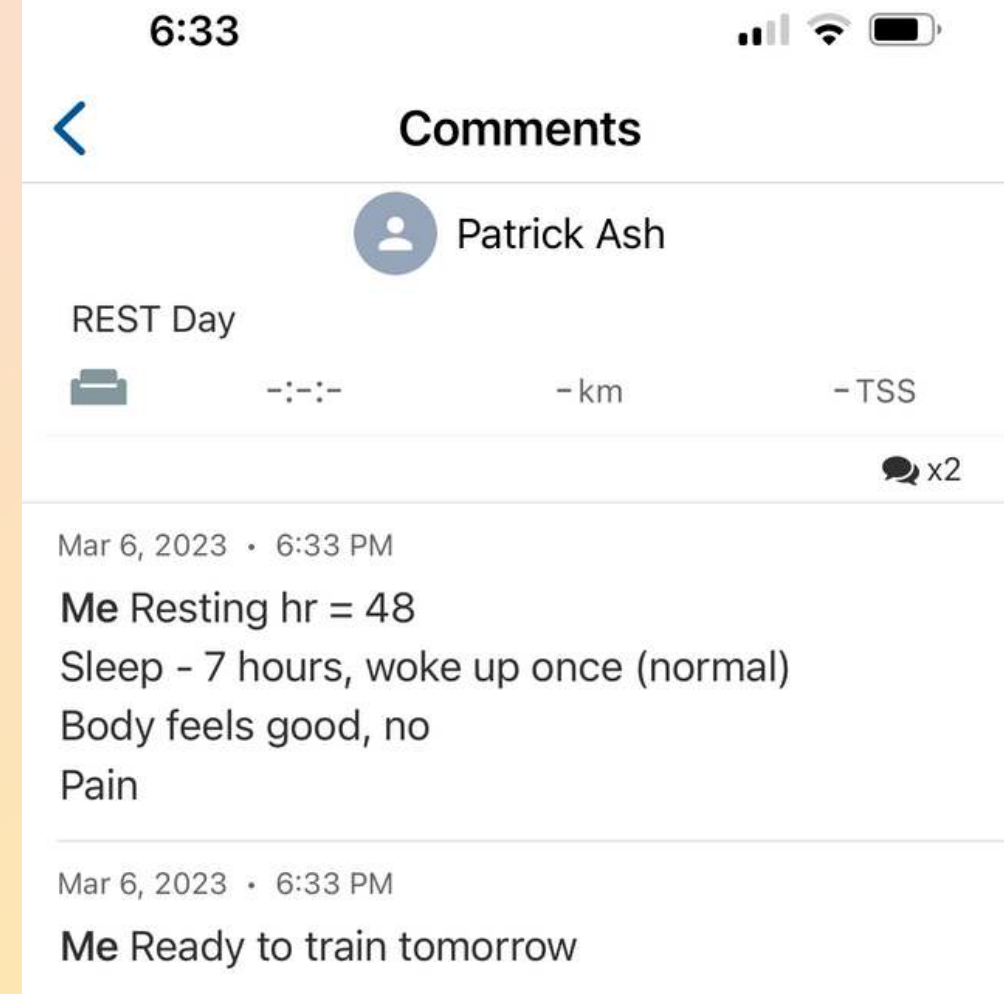 6:33
Comments
Patrick Ash
REST Day
–:–:– –km –TSS
x2
Mar 6, 2023 • 6:33 PM
Me Resting hr = 48
Sleep - 7 hours, woke up once (normal)
Body feels good, no
Pain
Mar 6, 2023 • 6:33 PM
Me Ready to train tomorrow